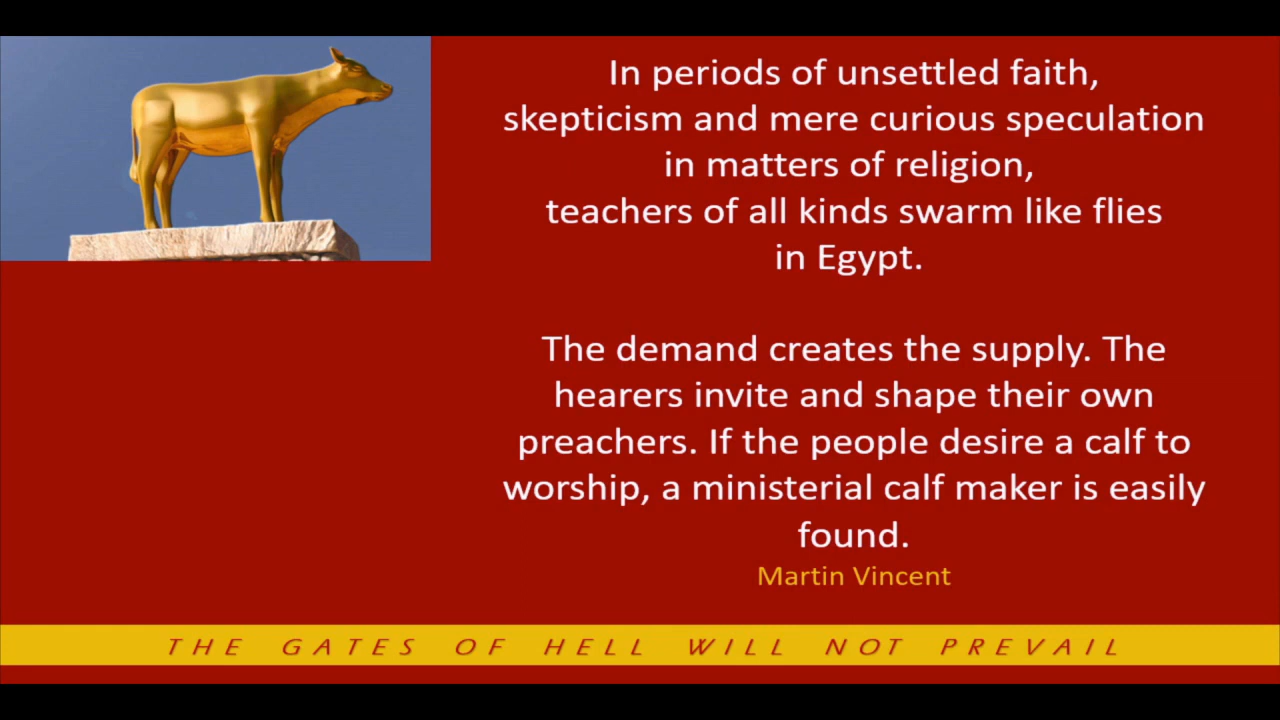 In periods of unsettled faith,
skepticism and mere curious speculation
in matters of religion,
teachers of all kinds swarm like flies
in Egypt.
The demand creates the supply. The
hearers invite and shape their own
preachers. If the people desire a calf to
worship, a ministerial calf maker is easily
found.
Martin Vincent
THE GATES OF HELL WILL NOT PREVAIL